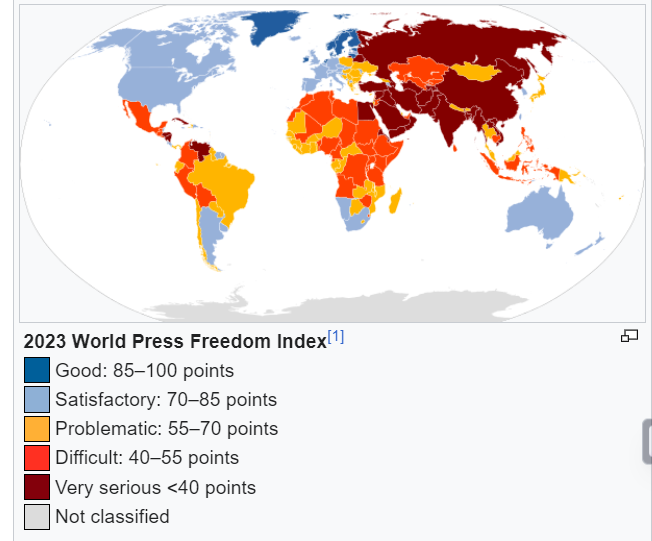 2023 World Press Freedom Index[1]
Good: 85–100 points
Satisfactory: 70–85 points
Problematic: 55–70 points
Difficult: 40–55 points
Very serious <40 points
Not classified